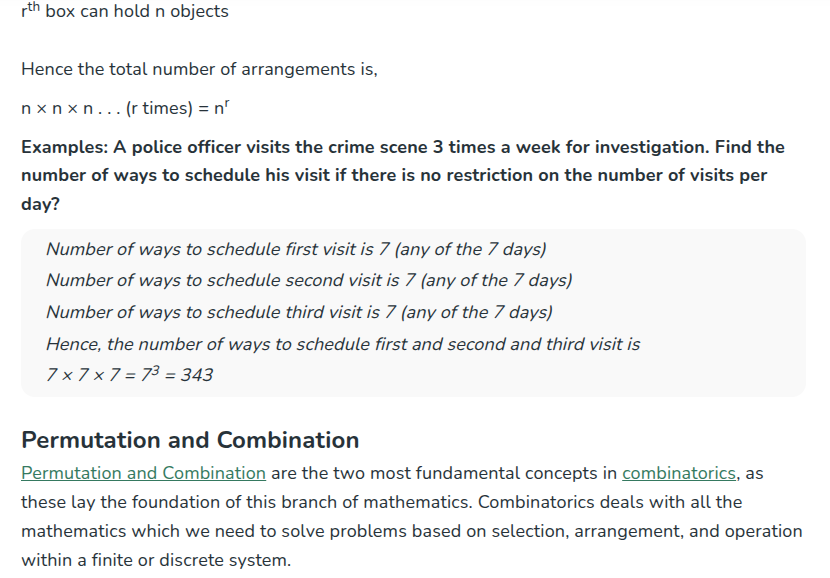 rᵗʰ box can hold n objects
Hence the total number of arrangements is,
n × n × n . . . (r times) = nʳ
Examples: A police officer visits the crime scene 3 times a week for investigation. Find the
number of ways to schedule his visit if there is no restriction on the number of visits per
day?
Number of ways to schedule first visit is 7 (any of the 7 days)
Number of ways to schedule second visit is 7 (any of the 7 days)
Number of ways to schedule third visit is 7 (any of the 7 days)
Hence, the number of ways to schedule first and second and third visit is
7 × 7 × 7 = 7³ = 343
Permutation and Combination
Permutation and Combination are the two most fundamental concepts in combinatorics, as
these lay the foundation of this branch of mathematics. Combinatorics deals with all the
mathematics which we need to solve problems based on selection, arrangement, and operation
within a finite or discrete system.